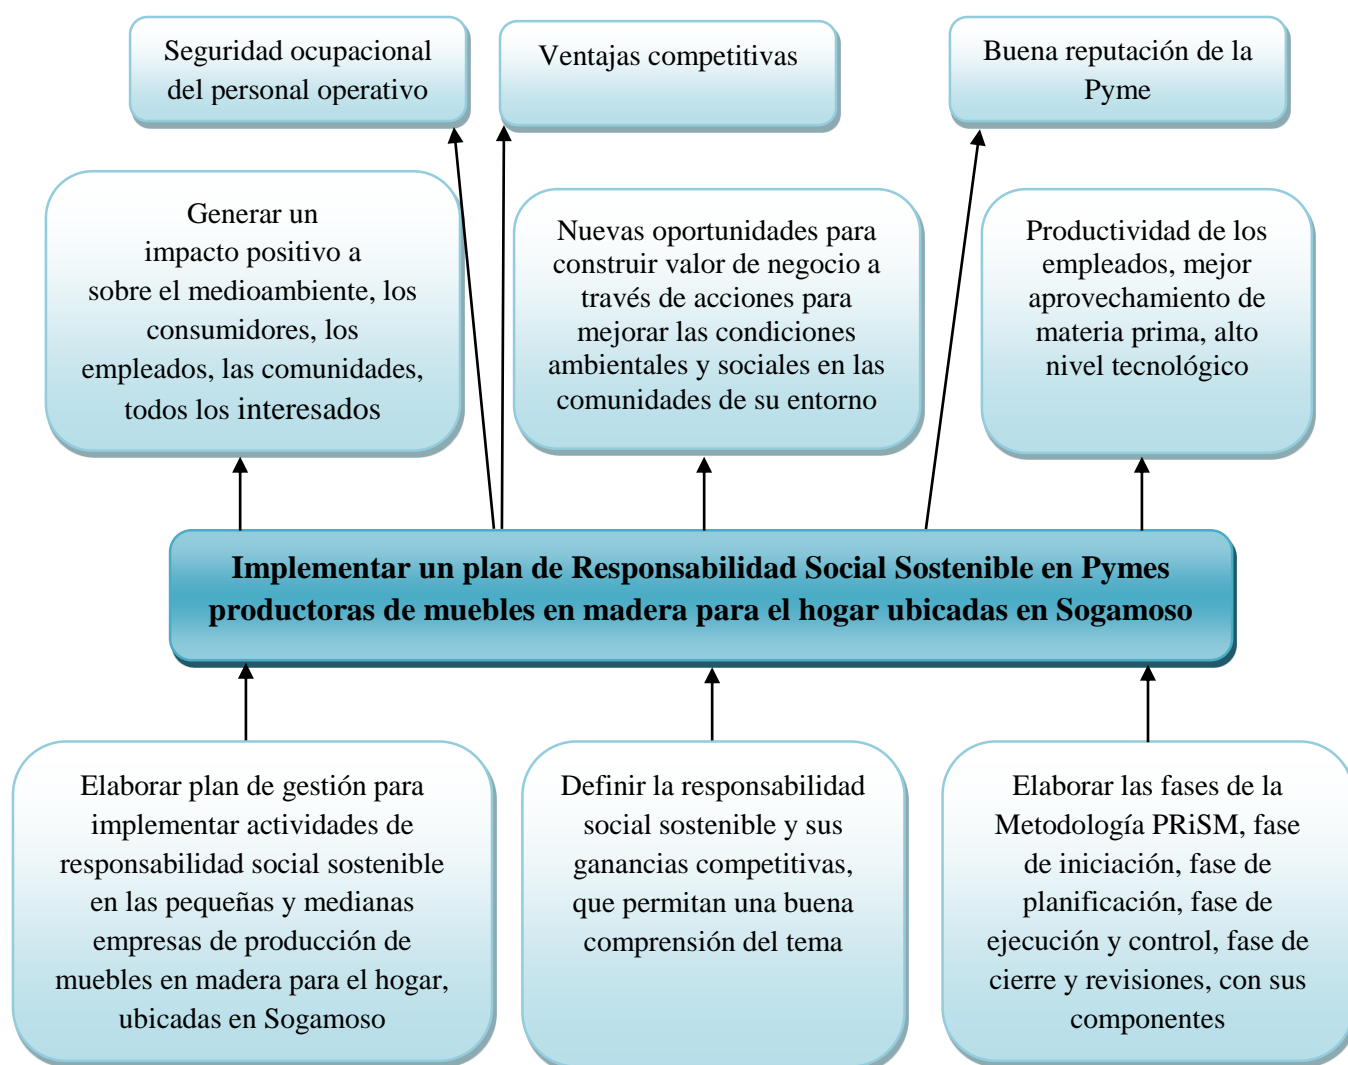 Seguridad ocupacional
del personal operativo
Ventajas competitivas
Buena reputación de la
Pyme
Generar un
impacto positivo a
sobre el medioambiente, los
consumidores, los
empleados, las comunidades,
todos los interesados
Nuevas oportunidades para
construir valor de negocio a
través de acciones para
mejorar las condiciones
ambientales y sociales en las
comunidades de su entorno
Productividad de los
empleados, mejor
aprovechamiento de
materia prima, alto
nivel tecnológico
Implementar un plan de Responsabilidad Social Sostenible en Pymes
productoras de muebles en madera para el hogar ubicadas en Sogamoso
Elaborar plan de gestión para
implementar actividades de
responsabilidad social sostenible
en las pequeñas y medianas
empresas de producción de
muebles en madera para el hogar,
ubicadas en Sogamoso
Definir la responsabilidad
social sostenible y sus
ganancias competitivas,
que permitan una buena
comprensión del tema
Elaborar las fases de la
Metodología PRiSM, fase
de iniciación, fase de
planificación, fase de
ejecución y control, fase de
cierre y revisiones, con sus
componentes